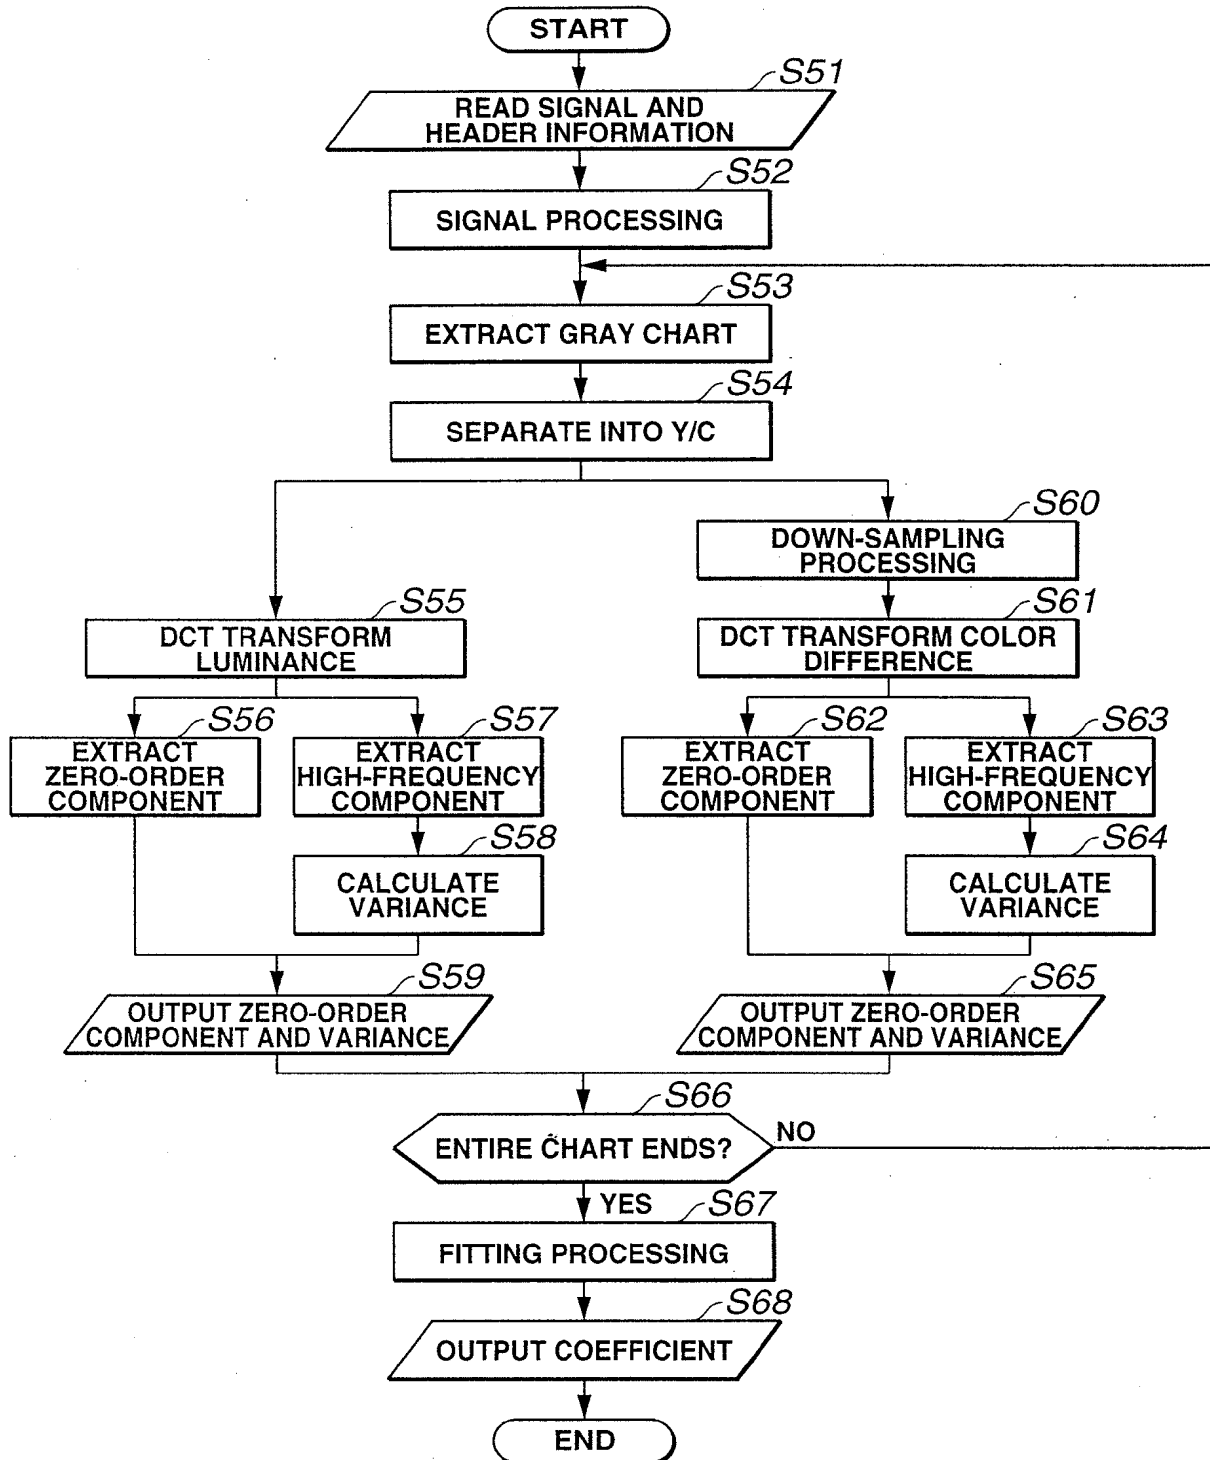 START
S51
READ SIGNAL AND
HEADER INFORMATION
S52
SIGNAL PROCESSING
S53
EXTRACT GRAY CHART
S54
SEPARATE INTO Y/C
S60
DOWN-SAMPLING
PROCESSING
S55
DCT TRANSFORM
LUMINANCE
S61
DCT TRANSFORM COLOR
DIFFERENCE
S56
EXTRACT
ZERO-ORDER
COMPONENT
S57
EXTRACT
HIGH-FREQUENCY
COMPONENT
S62
EXTRACT
ZERO-ORDER
COMPONENT
S63
EXTRACT
HIGH-FREQUENCY
COMPONENT
S58
CALCULATE
VARIANCE
S64
CALCULATE
VARIANCE
S59
OUTPUT ZERO-ORDER
COMPONENT AND VARIANCE
S65
OUTPUT ZERO-ORDER
COMPONENT AND VARIANCE
S66
ENTIRE CHART ENDS?
NO
YES
S67
FITTING PROCESSING
S68
OUTPUT COEFFICIENT
END